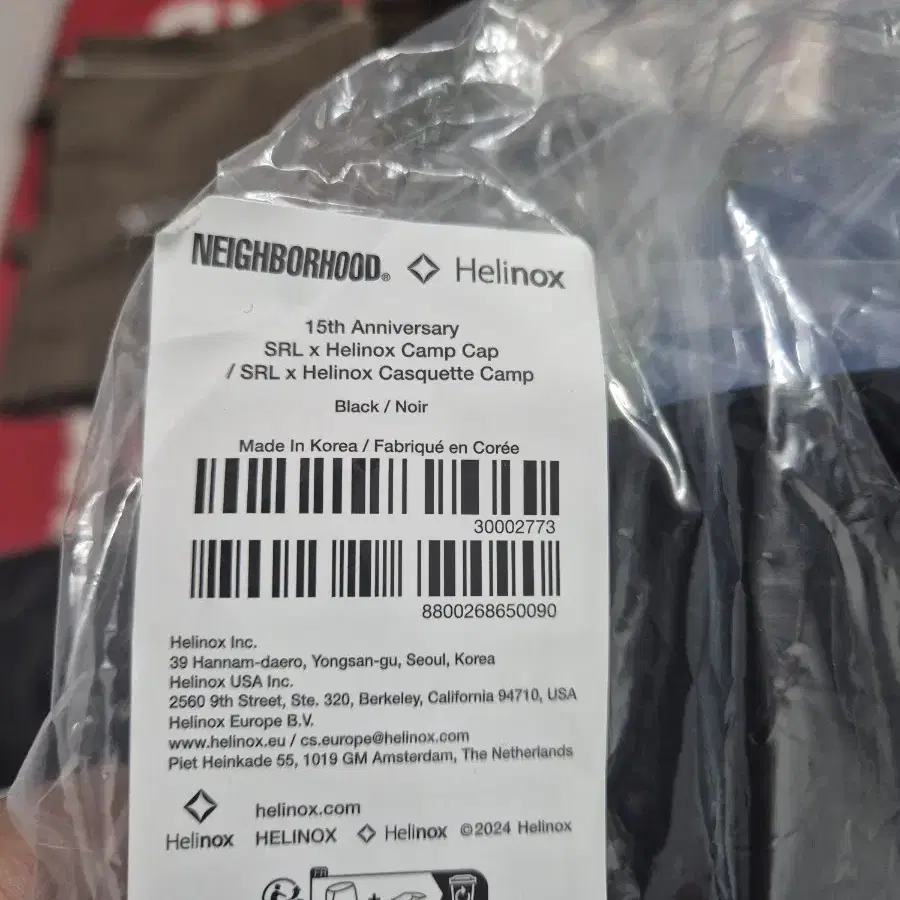 NEIGHBORHOOD® Helinox
15th Anniversary
SRL x Helinox Camp Cap
/ SRL x Helinox Casquette Camp
Black / Noir
Made In Korea / Fabriqué en Corée
30002773
8800268650090
Helinox Inc.
39 Hannam-daero, Yongsan-gu, Seoul, Korea
Helinox USA Inc.
2560 9th Street, Ste. 320, Berkeley, California 94710, USA
Helinox Europe B.V.
www.helinox.eu / cs.europe@helinox.com
Piet Heinkade 55, 1019 GM Amsterdam, The Netherlands
helinox.com
Helinox HELINOX Helinox ©2024 Helinox
FR